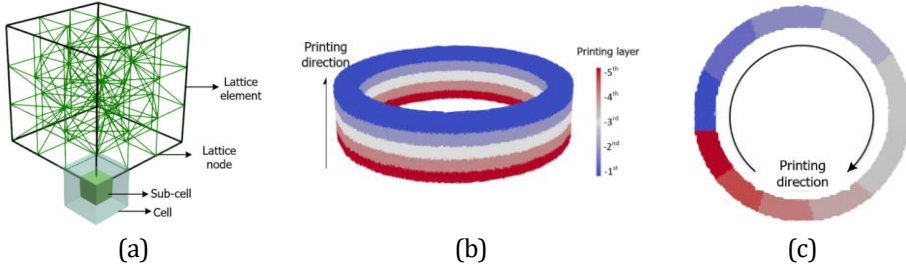 Lattice
element
Lattice
node
Sub-cell
Cell
(a)
Printing
direction
Printing layer
-5th
-4th
-3rd
-2nd
-1st
(b)
Printing
direction
(c)